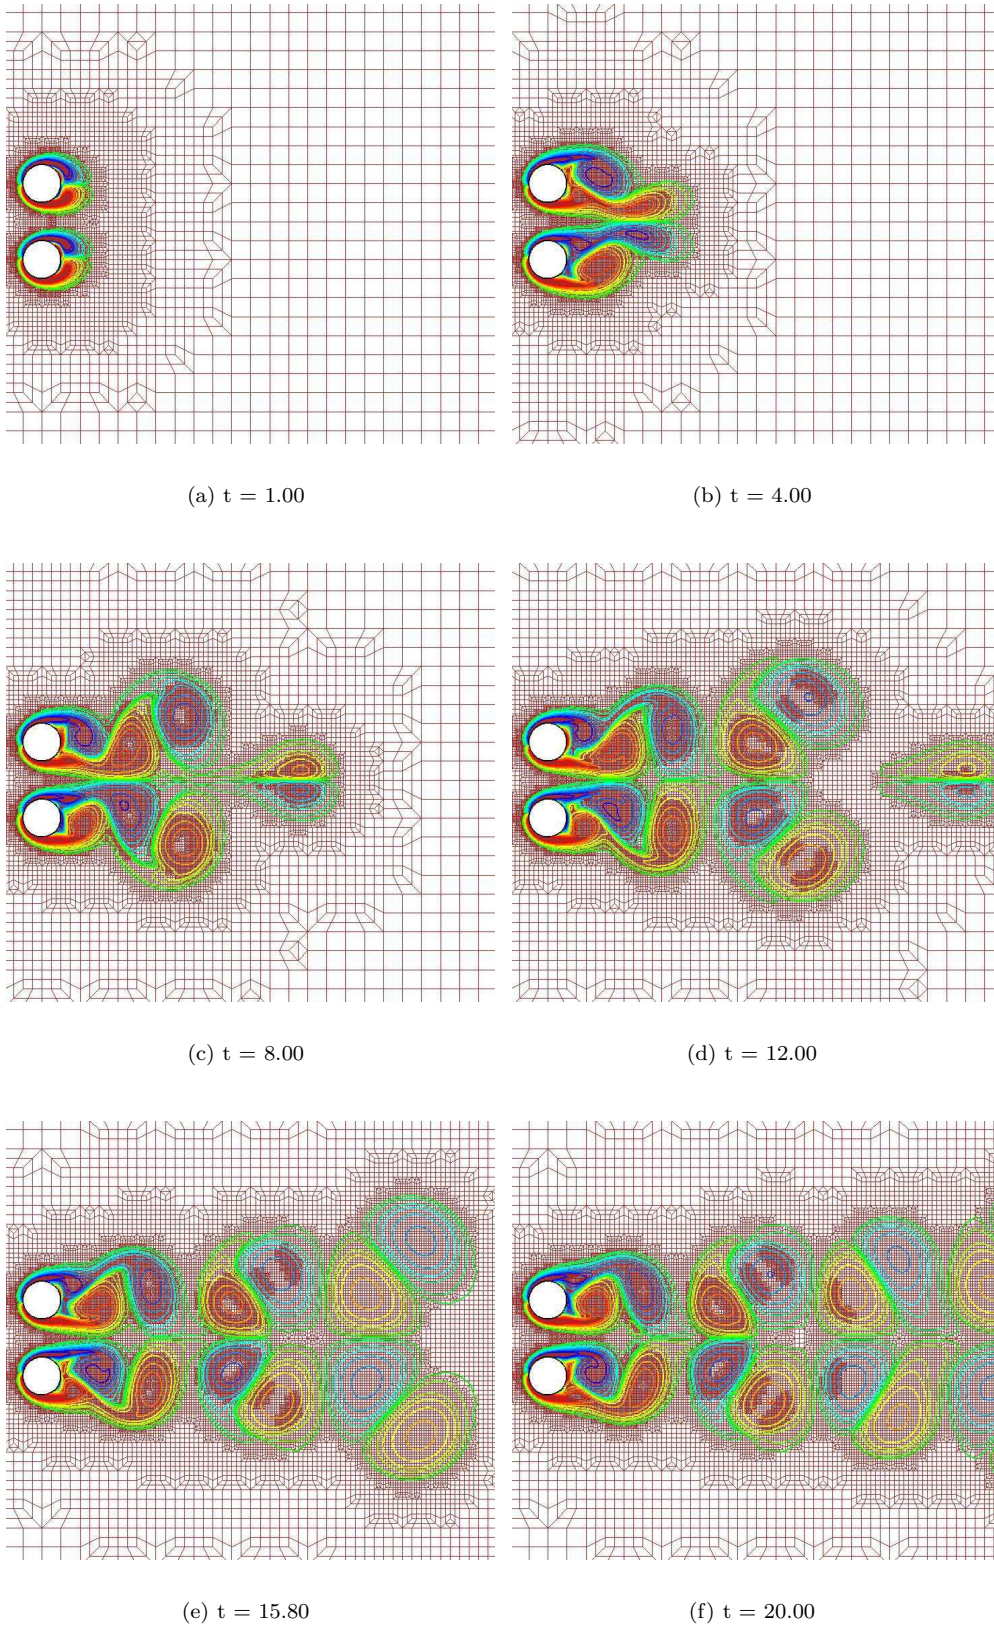 (a) t = 1.00
(b) t = 4.00
(c) t = 8.00
(d) t = 12.00
(e) t = 15.80
(f) t = 20.00